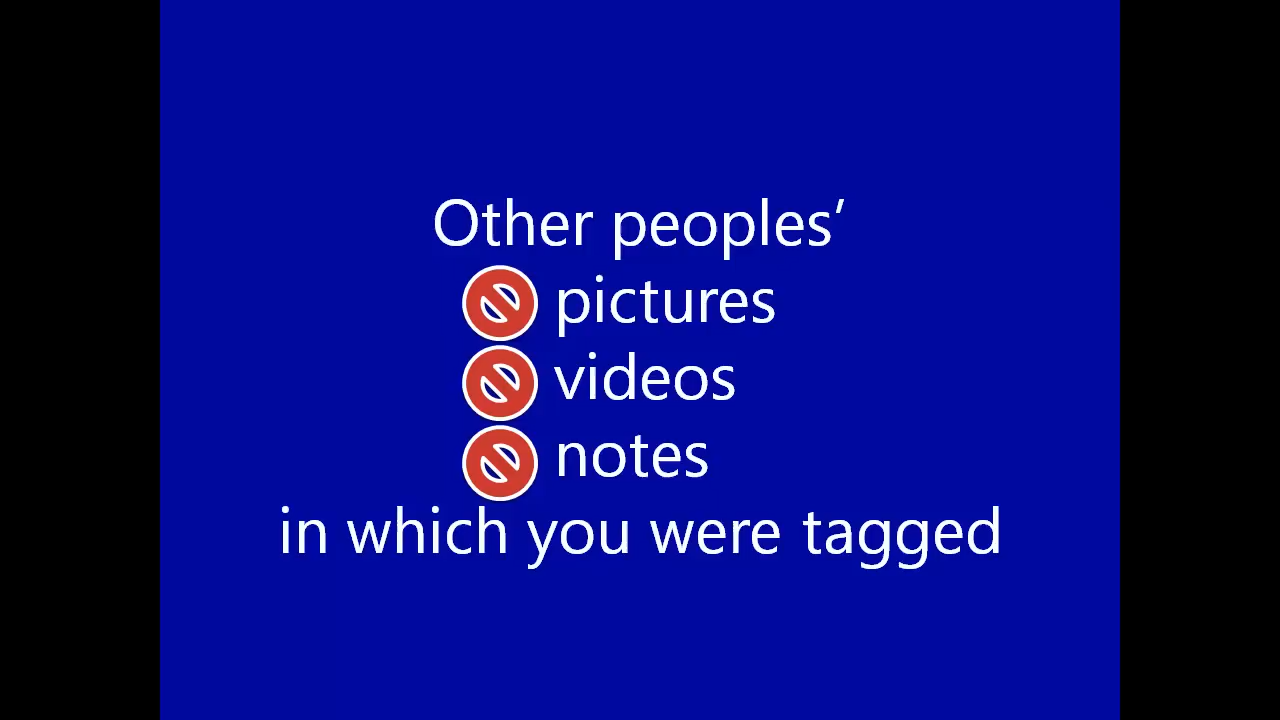 Other peoples’
pictures
videos
notes
in which you were tagged